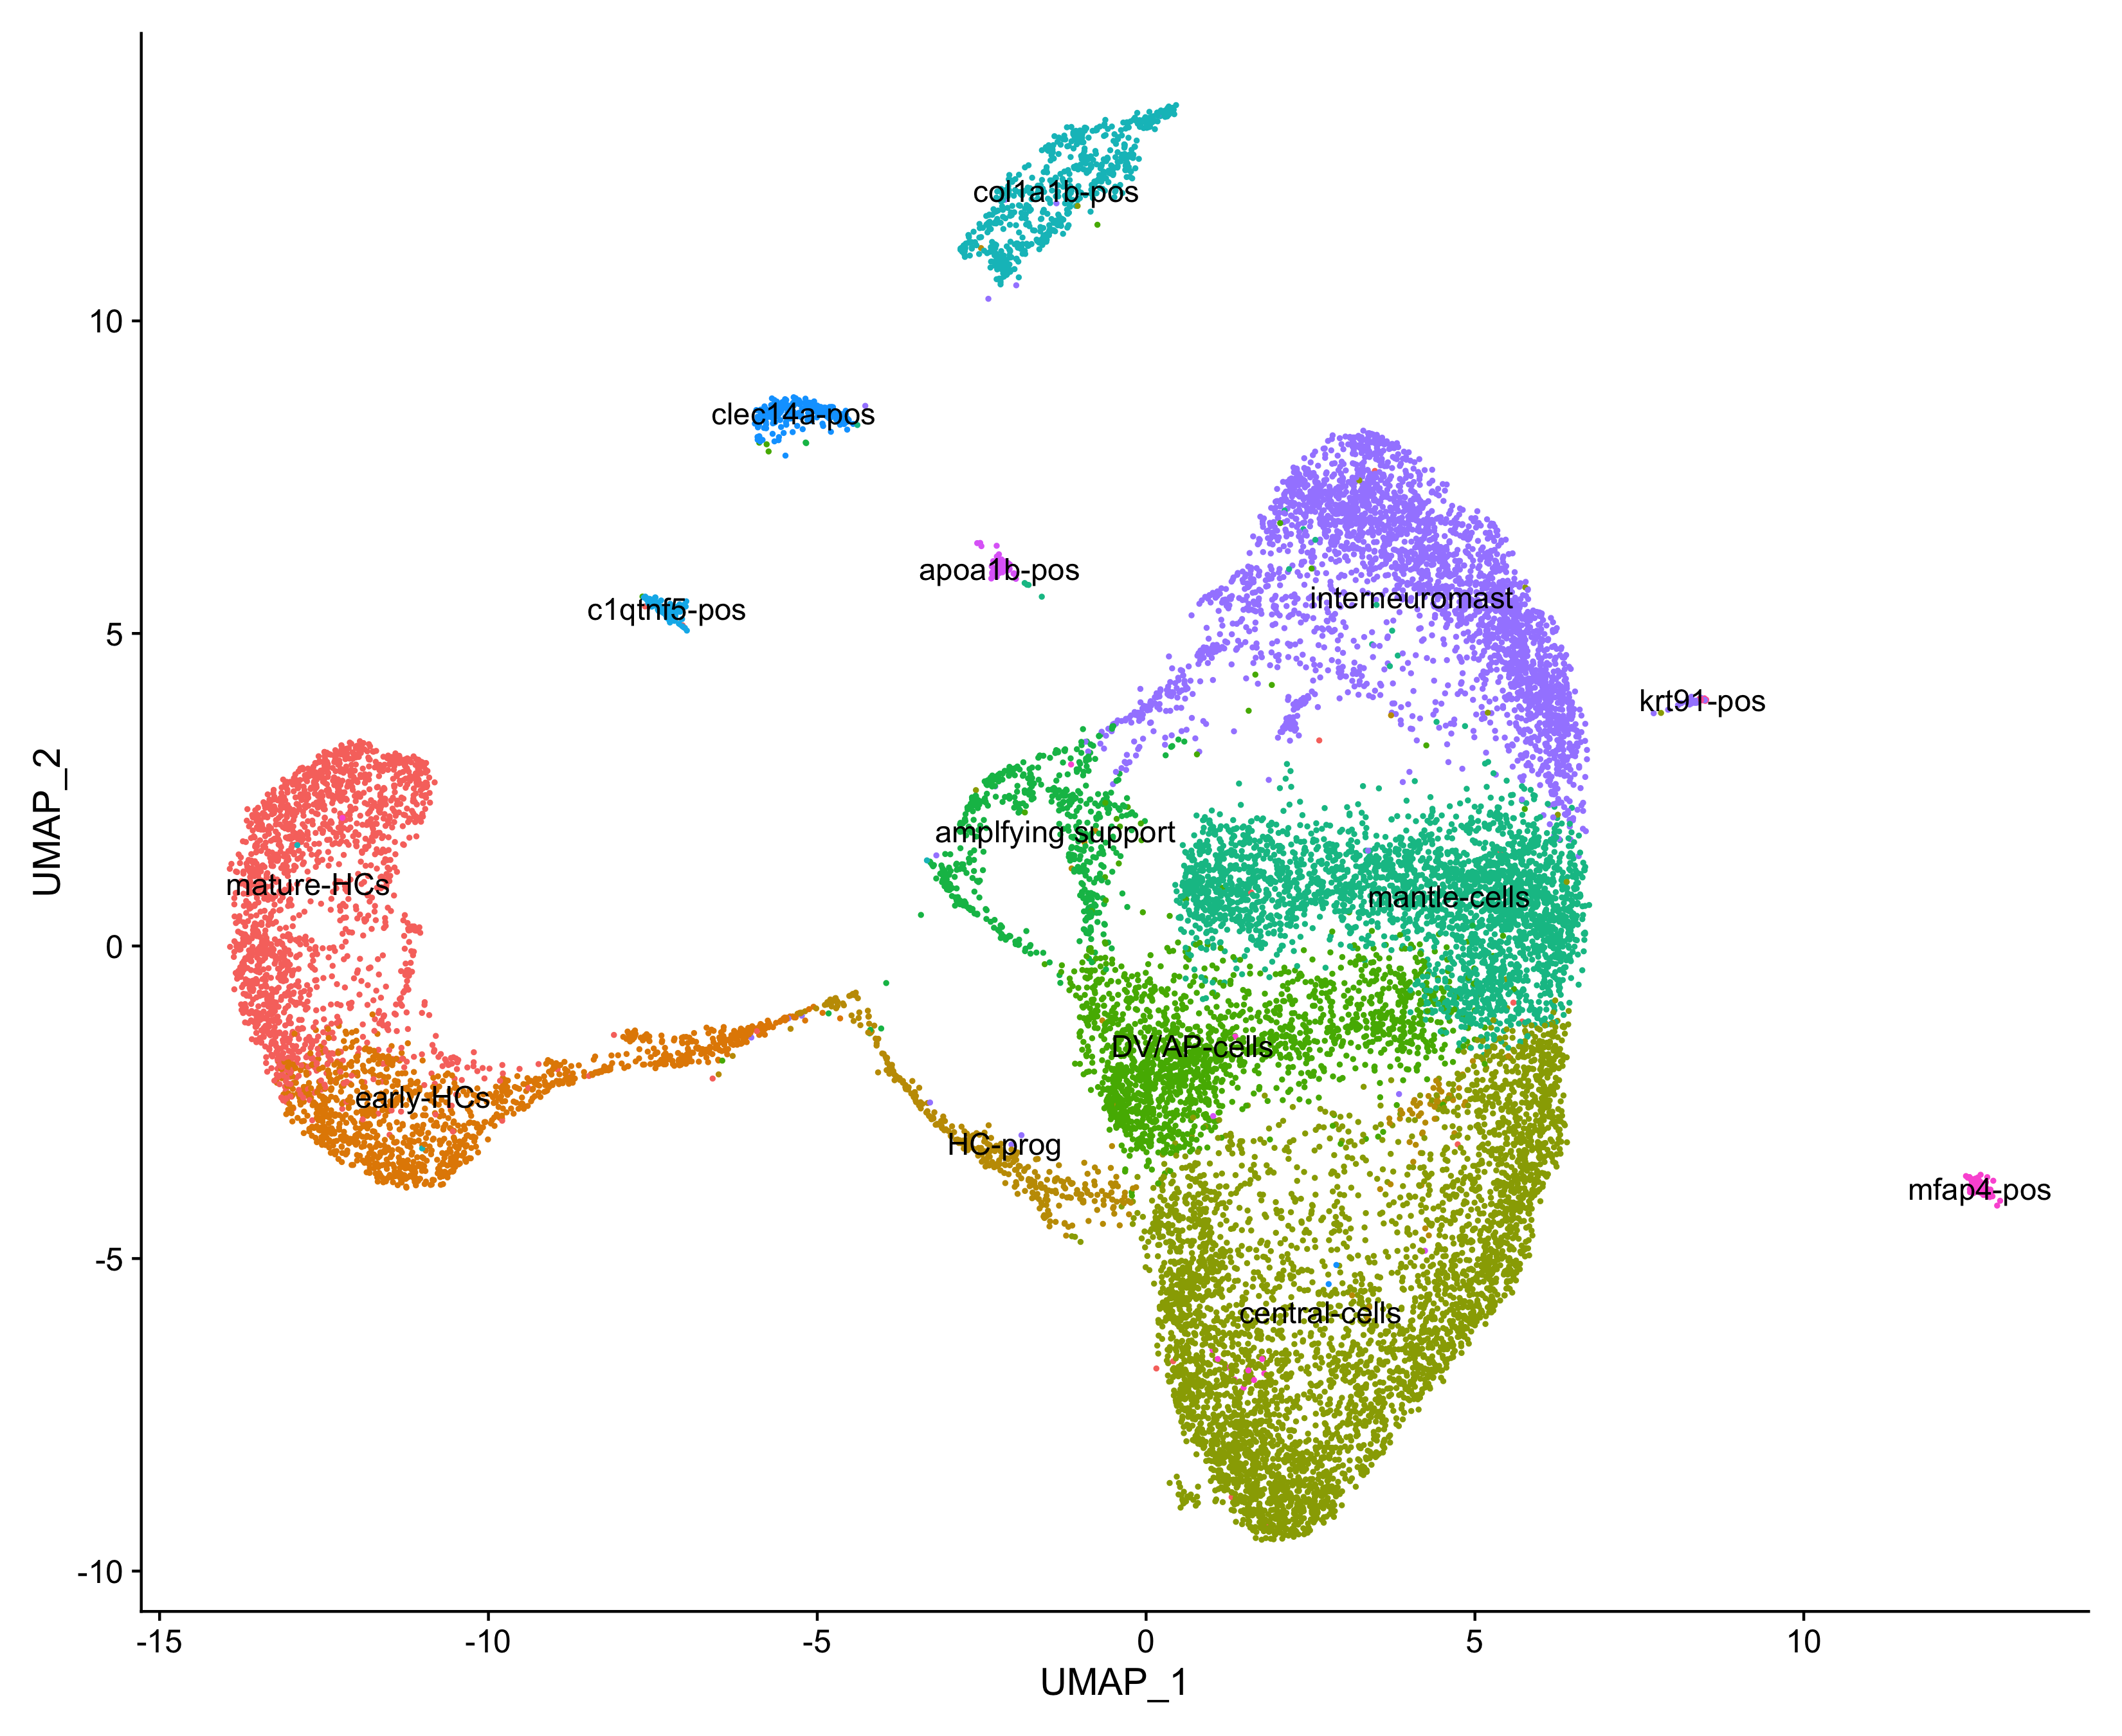 col1a1b-pos
10
clec14a-pos
apoa1b-pos
interneuromast
c1qtnf5-pos
5
krt91-pos
UMAP_2
amplfying support
mature-HCs
mantle-cells
0
DV/AP-cells
early-HCs
HC-prog
mfap4-pos
-5
central-cells
-10
-15 -10 -5 0 5 10
UMAP_1